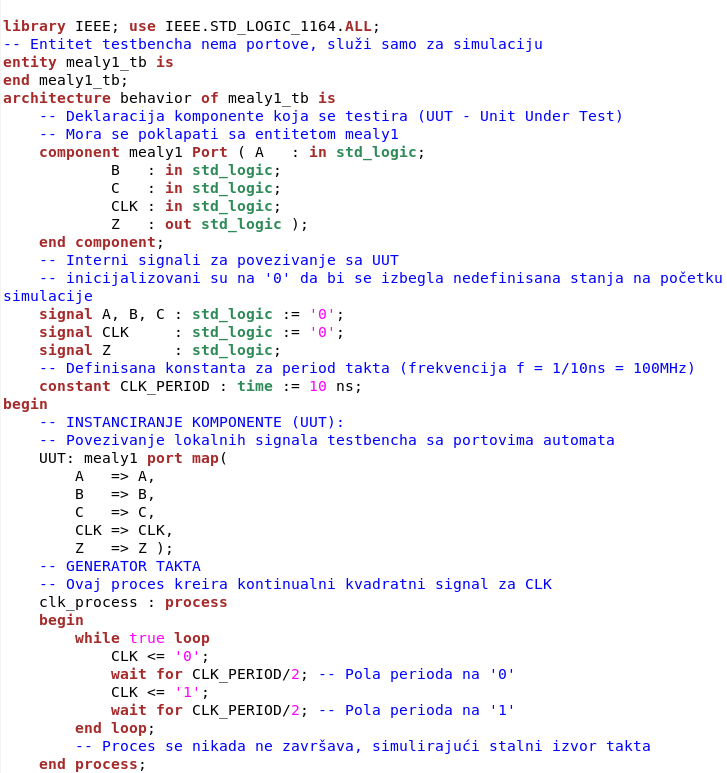 library IEEE; use IEEE.STD_LOGIC_1164.ALL;
-- Entitet testbencha nema portove, služi samo za simulaciju
entity mealy1_tb is
end mealy1_tb;
architecture behavior of mealy1_tb is
    -- Deklaracija komponente koja se testira (UUT - Unit Under Test)
    -- Mora se poklapati sa entitetom mealy1
    component mealy1 Port ( A   : in std_logic;
            B   : in std_logic;
            C   : in std_logic;
            CLK : in std_logic;
            Z   : out std_logic );
    end component;
    -- Interni signali za povezivanje sa UUT
    -- inicijalizovani su na '0' da bi se izbegla nedefinisana stanja na početku
simulacije
    signal A, B, C : std_logic := '0';
    signal CLK     : std_logic := '0';
    signal Z       : std_logic;
    -- Definisana konstanta za period takta (frekvencija f = 1/10ns = 100MHz)
    constant CLK_PERIOD : time := 10 ns;
begin
    -- INSTANCIRANJE KOMPONENTE (UUT):
    -- Povezivanje lokalnih signala testbencha sa portovima automata
    UUT: mealy1 port map(
        A   => A,
        B   => B,
        C   => C,
        CLK => CLK,
        Z   => Z );
    -- GENERATOR TAKTA
    -- Ovaj proces kreira kontinualni kvadratni signal za CLK
    clk_process : process
    begin
        while true loop
            CLK <= '0';
            wait for CLK_PERIOD/2; -- Pola perioda na '0'
            CLK <= '1';
            wait for CLK_PERIOD/2; -- Pola perioda na '1'
        end loop;
        -- Proces se nikada ne završava, simulirajući stalni izvor takta
    end process;